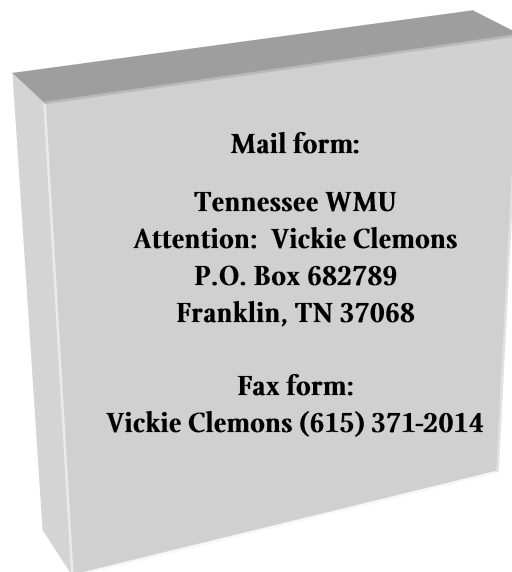 Mail form:
Tennessee WMU
Attention:  Vickie Clemons
P.O. Box 682789
Franklin, TN 37068
Fax form:
Vickie Clemons (615) 371-2014